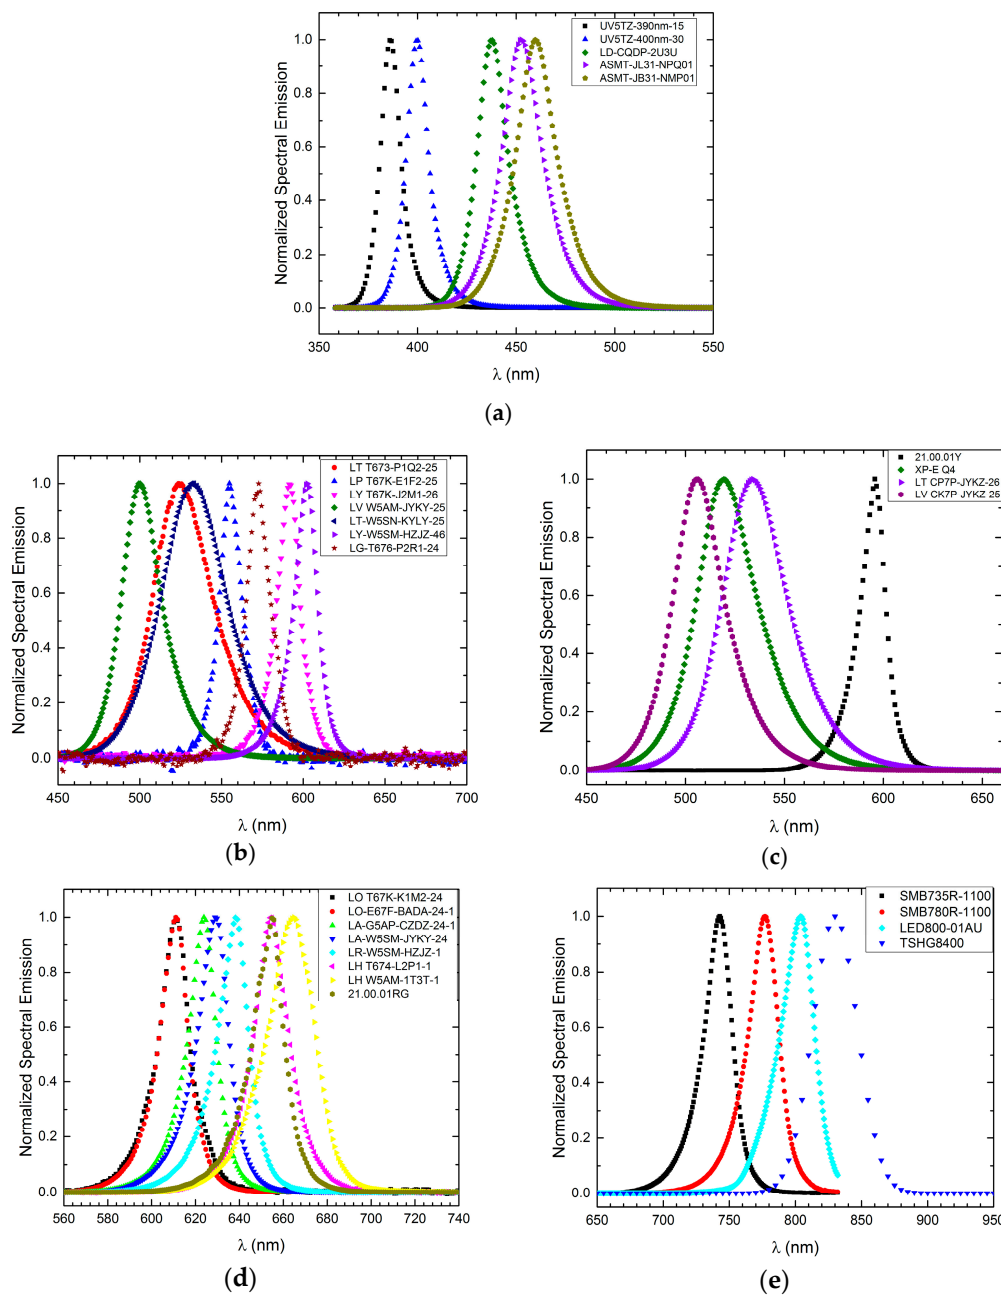 UV5TZ-390nm-15
UV5TZ-400nm-30
LD-CQDP-2U3U
ASMT-JL31-NPQ01
ASMT-JB31-NMP01
Normalized Spectral Emission
1.0
0.8
0.6
0.4
0.2
0.0
350 400 450 500 550
λ (nm)
(a)
LT T673-P1Q2-25
LP T67K-E1F2-25
LY T67K-J2M1-26
LV W5AM-JYKY-25
LT-W5SN-KYLY-25
LY-W5SM-HZJZ-46
LG-T676-P2R1-24
Normalized Spectral Emission
1.0
0.8
0.6
0.4
0.2
0.0
450 500 550 600 650 700
λ (nm)
(b)
21.00.01Y
XP-E Q4
LT CP7P-JYKZ-26
LV CK7P JYKZ 25
Normalized Spectral Emission
1.0
0.8
0.6
0.4
0.2
0.0
450 500 550 600 660
λ (nm)
(c)
LO T67K-K1M2-24
LO-E67F-BADA-24-1
LA-G5AP-CZDZ-24-1
LA-W5SM-JYKY-24
LR-W5SM-HZJZ-1
LH T674-L2P1-1
LH W5AM-1T3T-1
21.00.01RG
Normalized Spectral Emission
1.0
0.8
0.6
0.4
0.2
0.0
560 580 600 620 640 660 680 700 720 740
λ (nm)
(d)
SMB735R-1100
SMB780R-1100
LED800-01AU
TSHG8400
Normalized Spectral Emission
1.0
0.8
0.6
0.4
0.2
0.0
650 700 750 800 850 900 950
λ (nm)
(e)